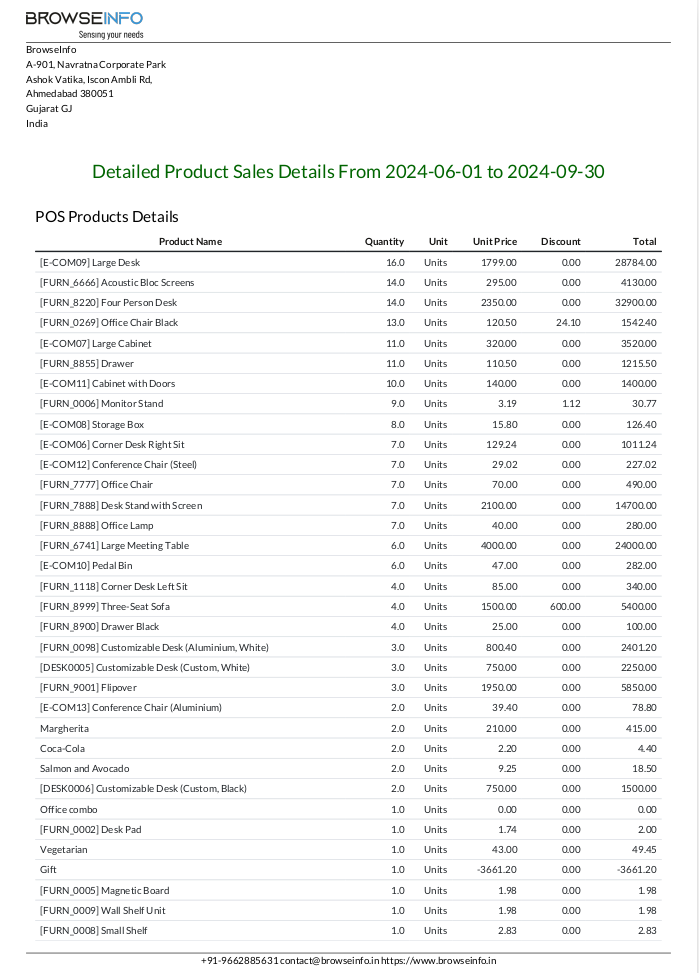 BROWSEINFO
Sensing your needs
BrowseInfo
A-901, Navratna Corporate Park
Ashok Vatika, Iscon Ambli Rd,
Ahmedabad 380051
Gujarat GJ
India
Detailed Product Sales Details From 2024-06-01 to 2024-09-30
POS Products Details
Product Name Quantity Unit Unit Price Discount Total
[E-COM09] Large Desk 16.0 Units 1799.00 0.00 28784.00
[FURN_6666] Acoustic Bloc Screens 14.0 Units 295.00 0.00 4130.00
[FURN_8220] Four Person Desk 14.0 Units 2350.00 0.00 32900.00
[FURN_0269] Office Chair Black 13.0 Units 120.50 24.10 1542.40
[E-COM07] Large Cabinet 11.0 Units 320.00 0.00 3520.00
[FURN_8855] Drawer 11.0 Units 110.50 0.00 1215.50
[E-COM11] Cabinet with Doors 10.0 Units 140.00 0.00 1400.00
[FURN_0006] Monitor Stand 9.0 Units 3.19 1.12 30.77
[E-COM08] Storage Box 8.0 Units 15.80 0.00 126.40
[E-COM06] Corner Desk Right Sit 7.0 Units 129.24 0.00 1011.24
[E-COM12] Conference Chair (Steel) 7.0 Units 29.02 0.00 227.02
[FURN_7777] Office Chair 7.0 Units 70.00 0.00 490.00
[FURN_7888] Desk Stand with Screen 7.0 Units 2100.00 0.00 14700.00
[FURN_8888] Office Lamp 7.0 Units 40.00 0.00 280.00
[FURN_6741] Large Meeting Table 6.0 Units 4000.00 0.00 24000.00
[E-COM10] Pedal Bin 6.0 Units 47.00 0.00 282.00
[FURN_1118] Corner Desk Left Sit 4.0 Units 85.00 0.00 340.00
[FURN_8999] Three-Seat Sofa 4.0 Units 1500.00 600.00 5400.00
[FURN_8900] Drawer Black 4.0 Units 25.00 0.00 100.00
[FURN_0098] Customizable Desk (Aluminium, White) 3.0 Units 800.40 0.00 2401.20
[DESK0005] Customizable Desk (Custom, White) 3.0 Units 750.00 0.00 2250.00
[FURN_9001] Flipover 3.0 Units 1950.00 0.00 5850.00
[E-COM13] Conference Chair (Aluminium) 2.0 Units 39.40 0.00 78.80
Margherita 2.0 Units 210.00 0.00 415.00
Coca-Cola 2.0 Units 2.20 0.00 4.40
Salmon and Avocado 2.0 Units 9.25 0.00 18.50
[DESK0006] Customizable Desk (Custom, Black) 2.0 Units 750.00 0.00 1500.00
Office combo 1.0 Units 0.00 0.00 0.00
[FURN_0002] Desk Pad 1.0 Units 1.74 0.00 2.00
Vegetarian 1.0 Units 43.00 0.00 49.45
Gift 1.0 Units -3661.20 0.00 -3661.20
[FURN_0005] Magnetic Board 1.0 Units 1.98 0.00 1.98
[FURN_0009] Wall Shelf Unit 1.0 Units 1.98 0.00 1.98
[FURN_0008] Small Shelf 1.0 Units 2.83 0.00 2.83
+91-9662885631 contact@browseinfo.in https://www.browseinfo.in